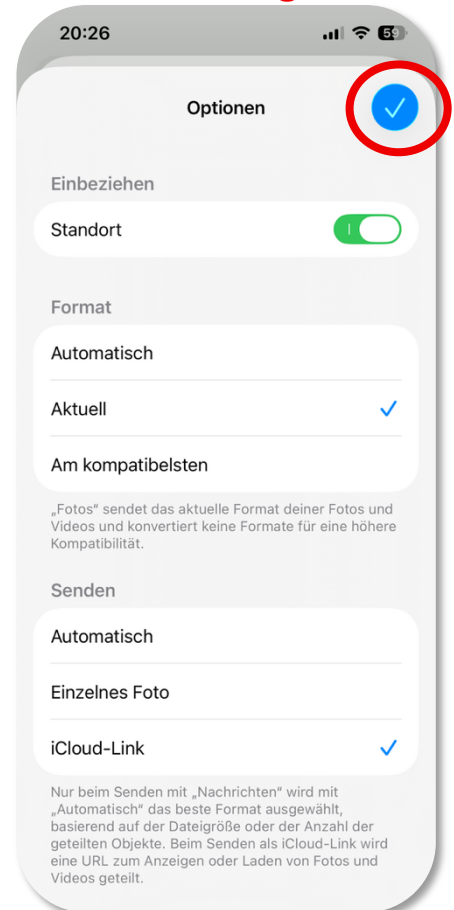 20:26
59
Optionen
Einbeziehen
Standort
Format
Automatisch
Aktuell
Am kompatibelsten
„Fotos“ sendet das aktuelle Format deiner Fotos und
Videos und konvertiert keine Formate für eine höhere
Kompatibilität.
Senden
Automatisch
Einzelnes Foto
iCloud-Link
Nur beim Senden mit „Nachrichten“ wird mit
„Automatisch“ das beste Format ausgewählt,
basierend auf der Dateigröße oder der Anzahl der
geteilten Objekte. Beim Senden als iCloud-Link wird
eine URL zum Anzeigen oder Laden von Fotos und
Videos geteilt.